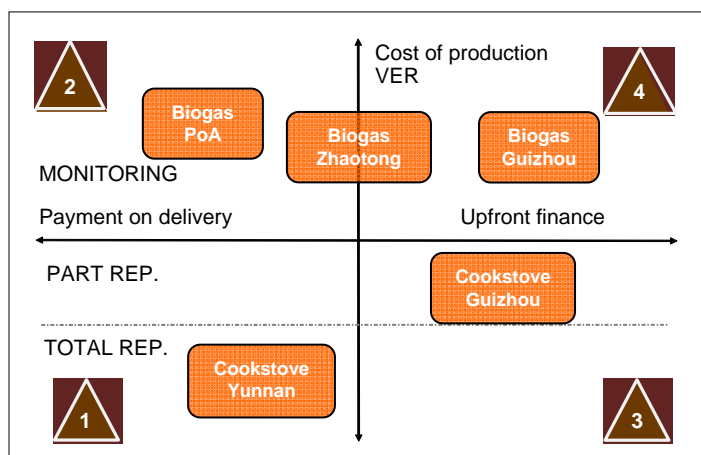 Cost of production
VER
2
4
Biogas
PoA
Biogas
Zhaotong
Biogas
Guizhou
MONITORING
Payment on delivery
Upfront finance
PART REP.
Cookstove
Guizhou
TOTAL REP.
Cookstove
Yunnan
1
3